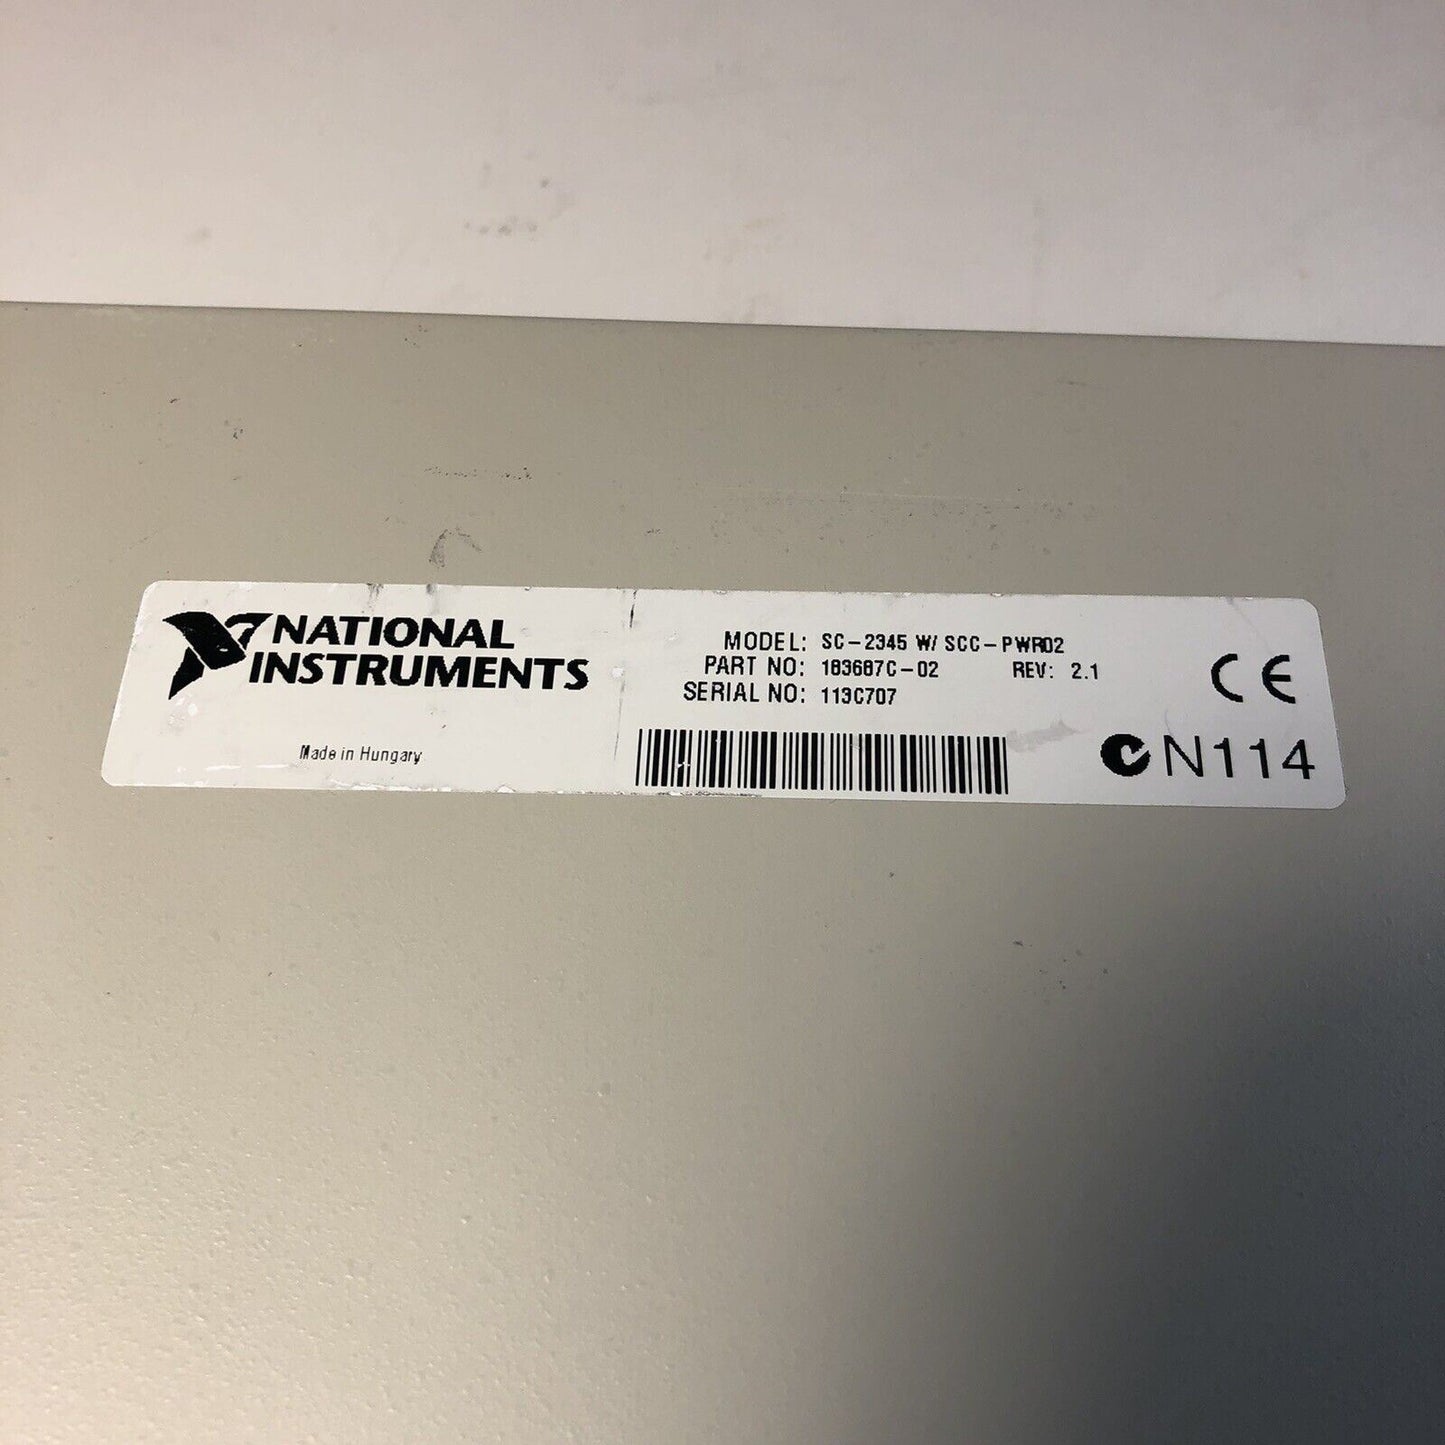 NATIONAL
INSTRUMENTS
Made in Hungary
MODEL: SC-2345 W/ SCC-PWR02
PART NO: 183687C-02 REV: 2.1
SERIAL NO: 113C707
CE
N114